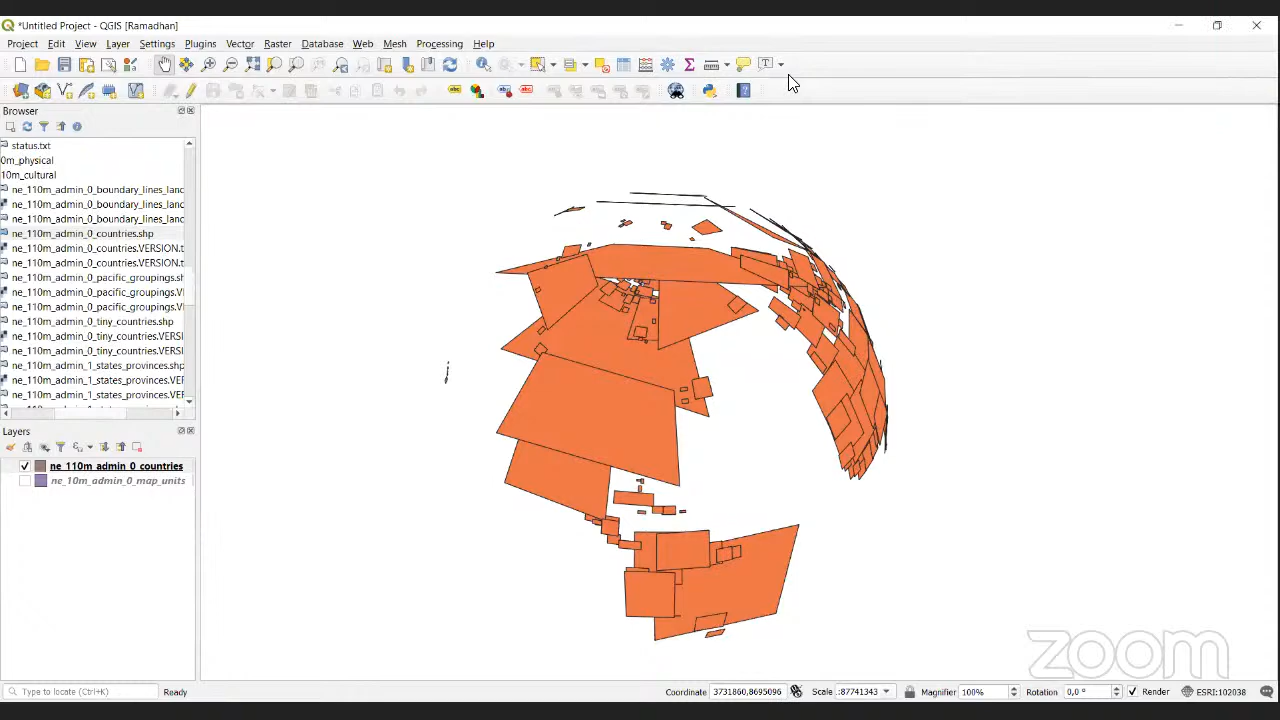 *Untitled Project - QGIS [Ramadhan]
Project Edit View Layer Settings Plugins Vector Raster Database Web Mesh Processing Help
Browser
status.txt
0m_physical
10m_cultural
ne_110m_admin_0_boundary_lines_lanc
ne_110m_admin_0_boundary_lines_lanc
ne_110m_admin_0_boundary_lines_lanc
ne_110m_admin_0_countries.shp
ne_110m_admin_0_countries.VERSION.t
ne_110m_admin_0_countries.VERSION.t
ne_110m_admin_0_pacific_groupings.sh
ne_110m_admin_0_pacific_groupings.VI
ne_110m_admin_0_pacific_groupings.VI
ne_110m_admin_0_tiny_countries.shp
ne_110m_admin_0_tiny_countries.VERSI
ne_110m_admin_0_tiny_countries.VERSI
ne_110m_admin_1_states_provinces.shp
ne_110m_admin_1_states_provinces.VEF
ne_110m_admin_1_states_provinces.VEF
Layers
ne_110m_admin_0_countries
ne_10m_admin_0_map_units
zoom
Type to locate (Ctrl+K) Ready Coordinate 3731860,8695096 Scale :87741343 Magnifier 100% Rotation 0,0 ° Render ESRI:102038